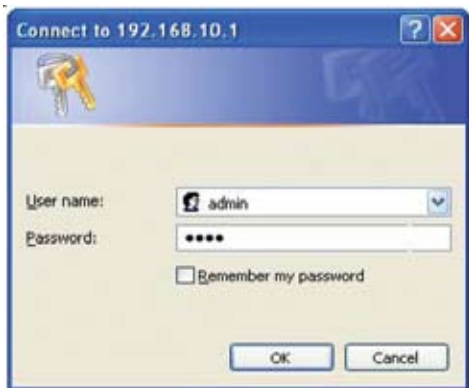 Connect to 192.168.10.1
User name:
admin
Password:
••••
Remember my password
OK
Cancel